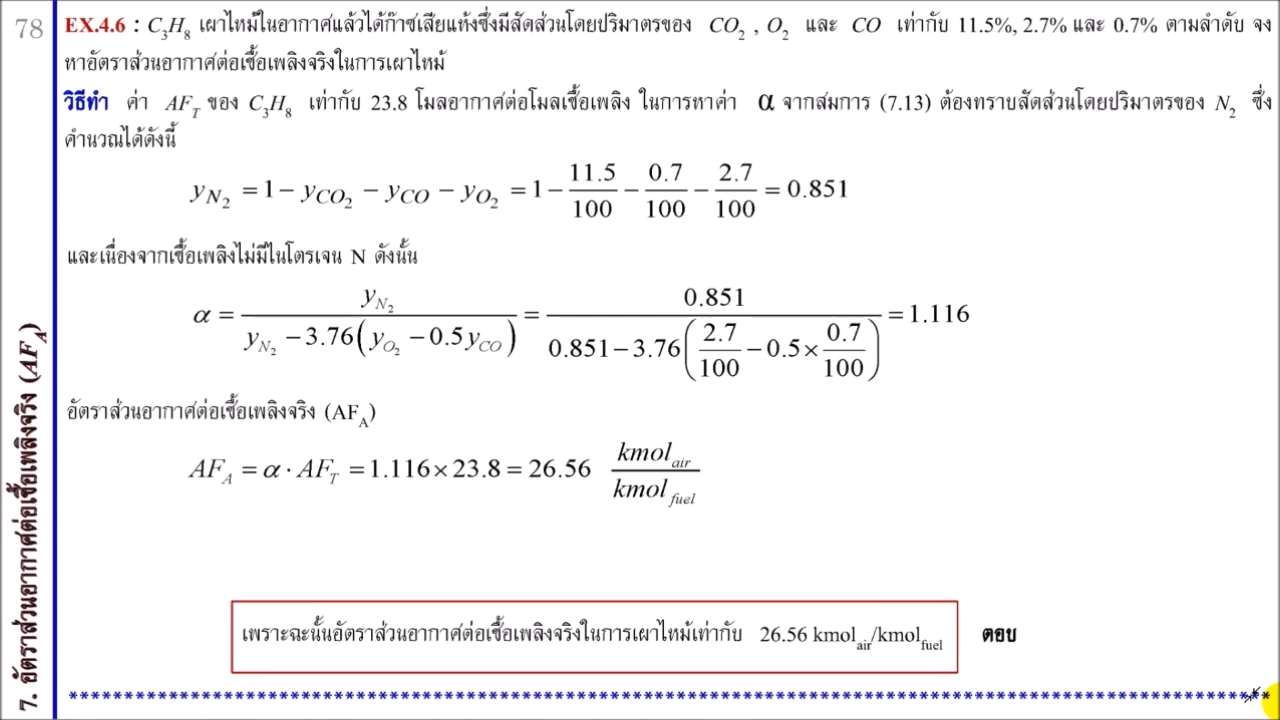 78
EX.4.6 : C3H8 เผาไหม้ในอากาศแล้วได้ก๊าซเสียแห้งซึ่งมีสัดส่วนโดยปริมาตรของ CO2 , O2 และ CO เท่ากับ 11.5%, 2.7% และ 0.7% ตามลำดับ จง
หาอัตราส่วนอากาศต่อเชื้อเพลิงจริงในการเผาไหม้
วิธีทำ ค่า AF_T ของ C3H8 เท่ากับ 23.8 โมลอากาศต่อโมลเชื้อเพลิง ในการหาค่า α จากสมการ (7.13) ต้องทราบสัดส่วนโดยปริมาตรของ N2 ซึ่ง
คำนวณได้ดังนี้
y_N2 = 1 − y_CO2 − y_CO − y_O2 = 1 − 11.5/100 − 0.7/100 − 2.7/100 = 0.851
และเนื่องจากเชื้อเพลิงไม่มีไนโตรเจน N ดังนั้น
α = y_N2 / (y_N2 − 3.76(y_O2 − 0.5y_CO)) = 0.851 / (0.851 − 3.76(2.7/100 − 0.5 × 0.7/100)) = 1.116
อัตราส่วนอากาศต่อเชื้อเพลิงจริง (AF_A)
AF_A = α · AF_T = 1.116 × 23.8 = 26.56 kmol_air / kmol_fuel
เพราะฉะนั้นอัตราส่วนอากาศต่อเชื้อเพลิงจริงในการเผาไหม้เท่ากับ 26.56 kmol_air/kmol_fuel ตอบ
7. อัตราส่วนอากาศต่อเชื้อเพลิงจริง (AF_A)